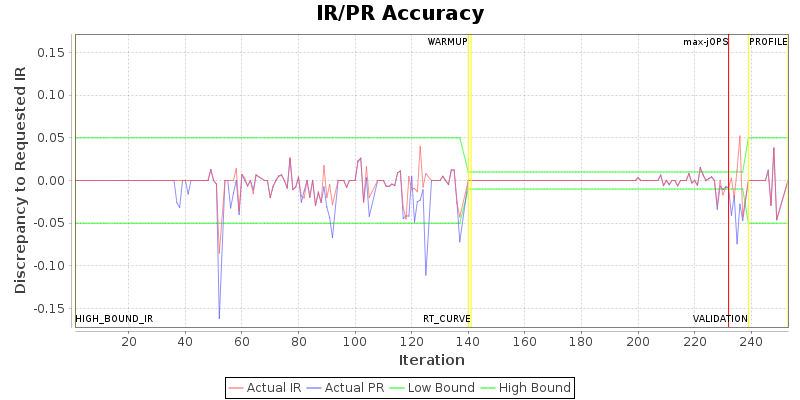 IR/PR Accuracy
WARMUP
max-jOPS
PROFILE
0.15
0.10
0.05
0.00
-0.05
-0.10
-0.15
Discrepancy to Requested IR
HIGH_BOUND_IR
RT_CURVE
VALIDATION
20 40 60 80 100 120 140 160 180 200 220 240
Iteration
Actual IR Actual PR Low Bound High Bound